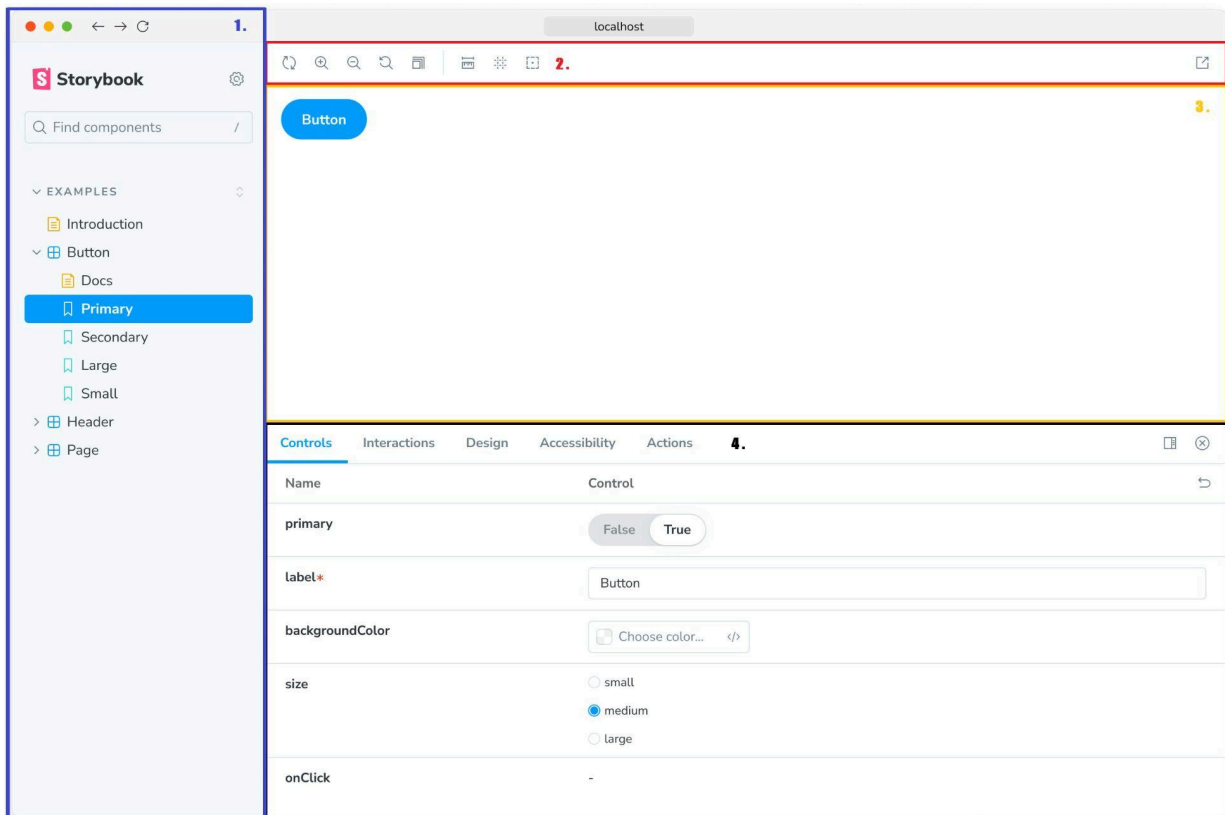 1.
localhost
2.
S Storybook
Find components /
3.
Button
EXAMPLES
Introduction
Button
Docs
Primary
Secondary
Large
Small
Header
Page
Controls Interactions Design Accessibility Actions 4.
Name Control
primary False True
label* Button
backgroundColor Choose color... </>
size small
medium
large
onClick -